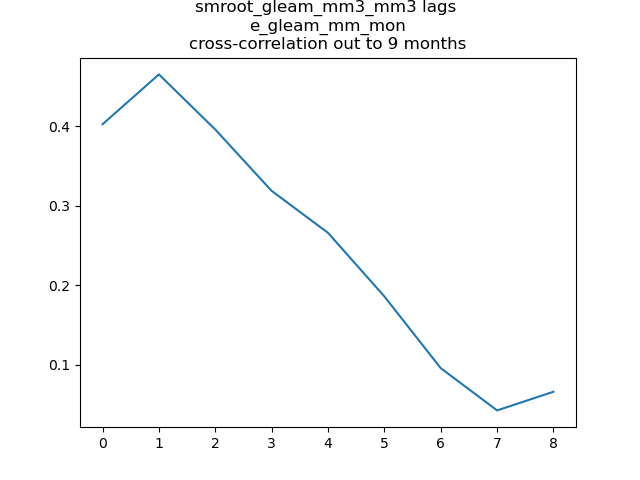 smroot_gleam_mm3_mm3 lags
e_gleam_mm_mon
cross-correlation out to 9 months
0.4
0.3
0.2
0.1
0 1 2 3 4 5 6 7 8